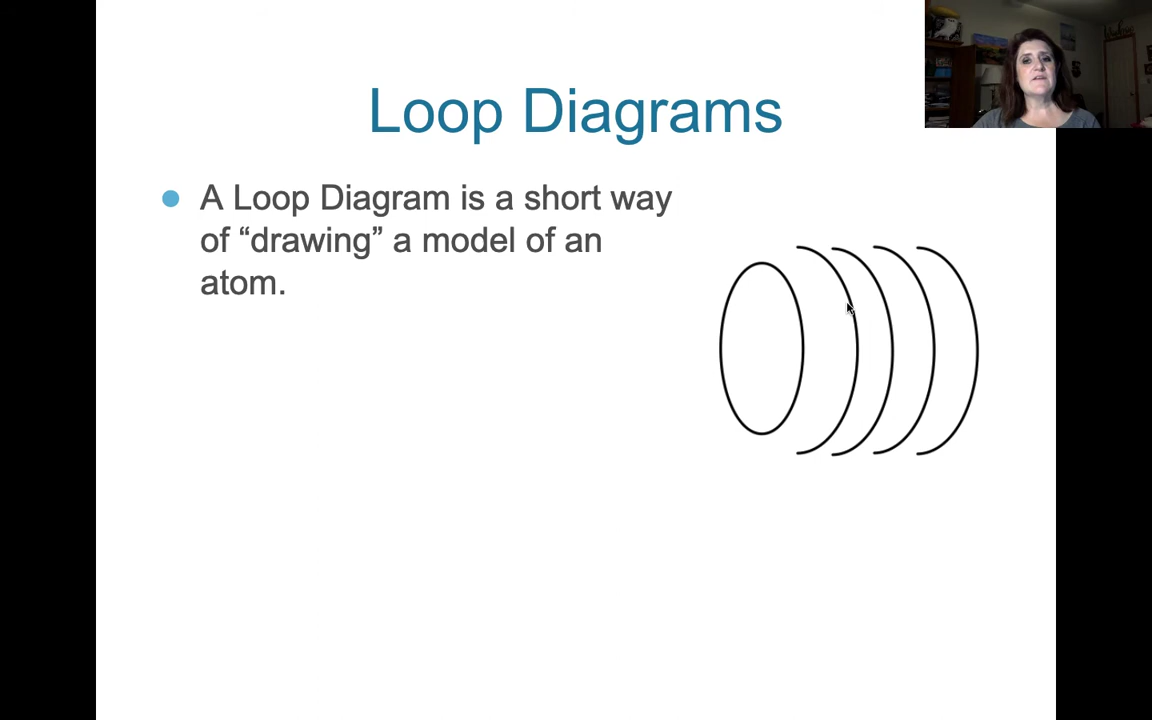 Loop Diagrams
A Loop Diagram is a short way
of “drawing” a model of an
atom.